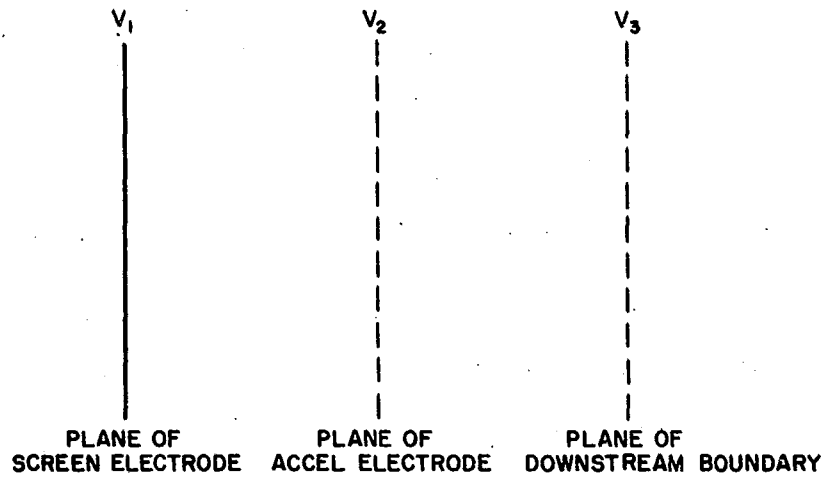 V₁
V₂
V₃
PLANE OF
SCREEN ELECTRODE
PLANE OF
ACCEL ELECTRODE
PLANE OF
DOWNSTREAM BOUNDARY